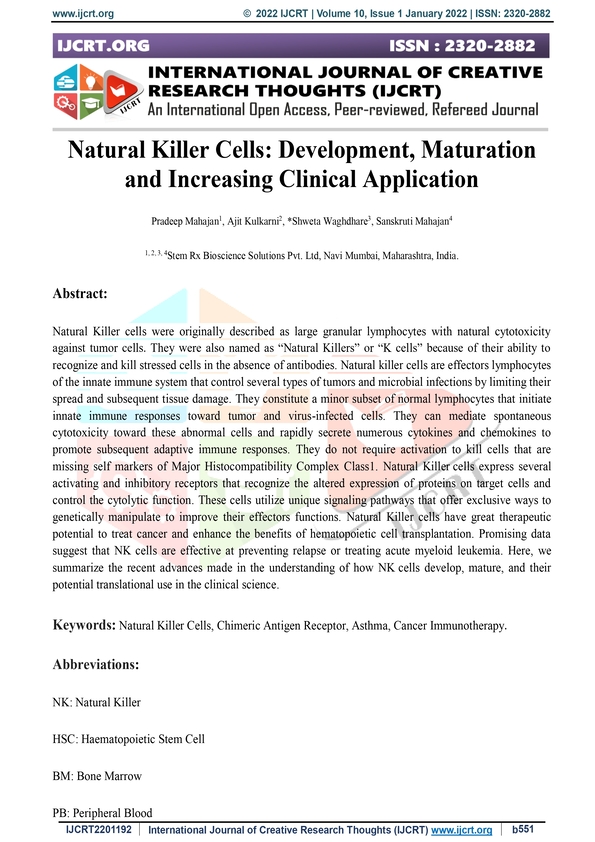 www.ijcrt.org © 2022 IJCRT | Volume 10, Issue 1 January 2022 | ISSN: 2320-2882
IJCRT.ORG ISSN : 2320-2882
INTERNATIONAL JOURNAL OF CREATIVE
RESEARCH THOUGHTS (IJCRT)
An International Open Access, Peer-reviewed, Refereed Journal
IJCRT
Natural Killer Cells: Development, Maturation
and Increasing Clinical Application
Pradeep Mahajan1, Ajit Kulkarni2, *Shweta Waghdhare3, Sanskruti Mahajan4
1, 2, 3, 4Stem Rx Bioscience Solutions Pvt. Ltd, Navi Mumbai, Maharashtra, India.
Abstract:
Natural Killer cells were originally described as large granular lymphocytes with natural cytotoxicity
against tumor cells. They were also named as “Natural Killers” or “K cells” because of their ability to
recognize and kill stressed cells in the absence of antibodies. Natural killer cells are effectors lymphocytes
of the innate immune system that control several types of tumors and microbial infections by limiting their
spread and subsequent tissue damage. They constitute a minor subset of normal lymphocytes that initiate
innate immune responses toward tumor and virus-infected cells. They can mediate spontaneous
cytotoxicity toward these abnormal cells and rapidly secrete numerous cytokines and chemokines to
promote subsequent adaptive immune responses. They do not require activation to kill cells that are
missing self markers of Major Histocompatibility Complex Class1. Natural Killer cells express several
activating and inhibitory receptors that recognize the altered expression of proteins on target cells and
control the cytolytic function. These cells utilize unique signaling pathways that offer exclusive ways to
genetically manipulate to improve their effectors functions. Natural Killer cells have great therapeutic
potential to treat cancer and enhance the benefits of hematopoietic cell transplantation. Promising data
suggest that NK cells are effective at preventing relapse or treating acute myeloid leukemia. Here, we
summarize the recent advances made in the understanding of how NK cells develop, mature, and their
potential translational use in the clinical science.
IJCRT
Keywords: Natural Killer Cells, Chimeric Antigen Receptor, Asthma, Cancer Immunotherapy.
Abbreviations:
NK: Natural Killer
HSC: Haematopoietic Stem Cell
BM: Bone Marrow
PB: Peripheral Blood
IJCRT2201192 International Journal of Creative Research Thoughts (IJCRT) www.ijcrt.org b551